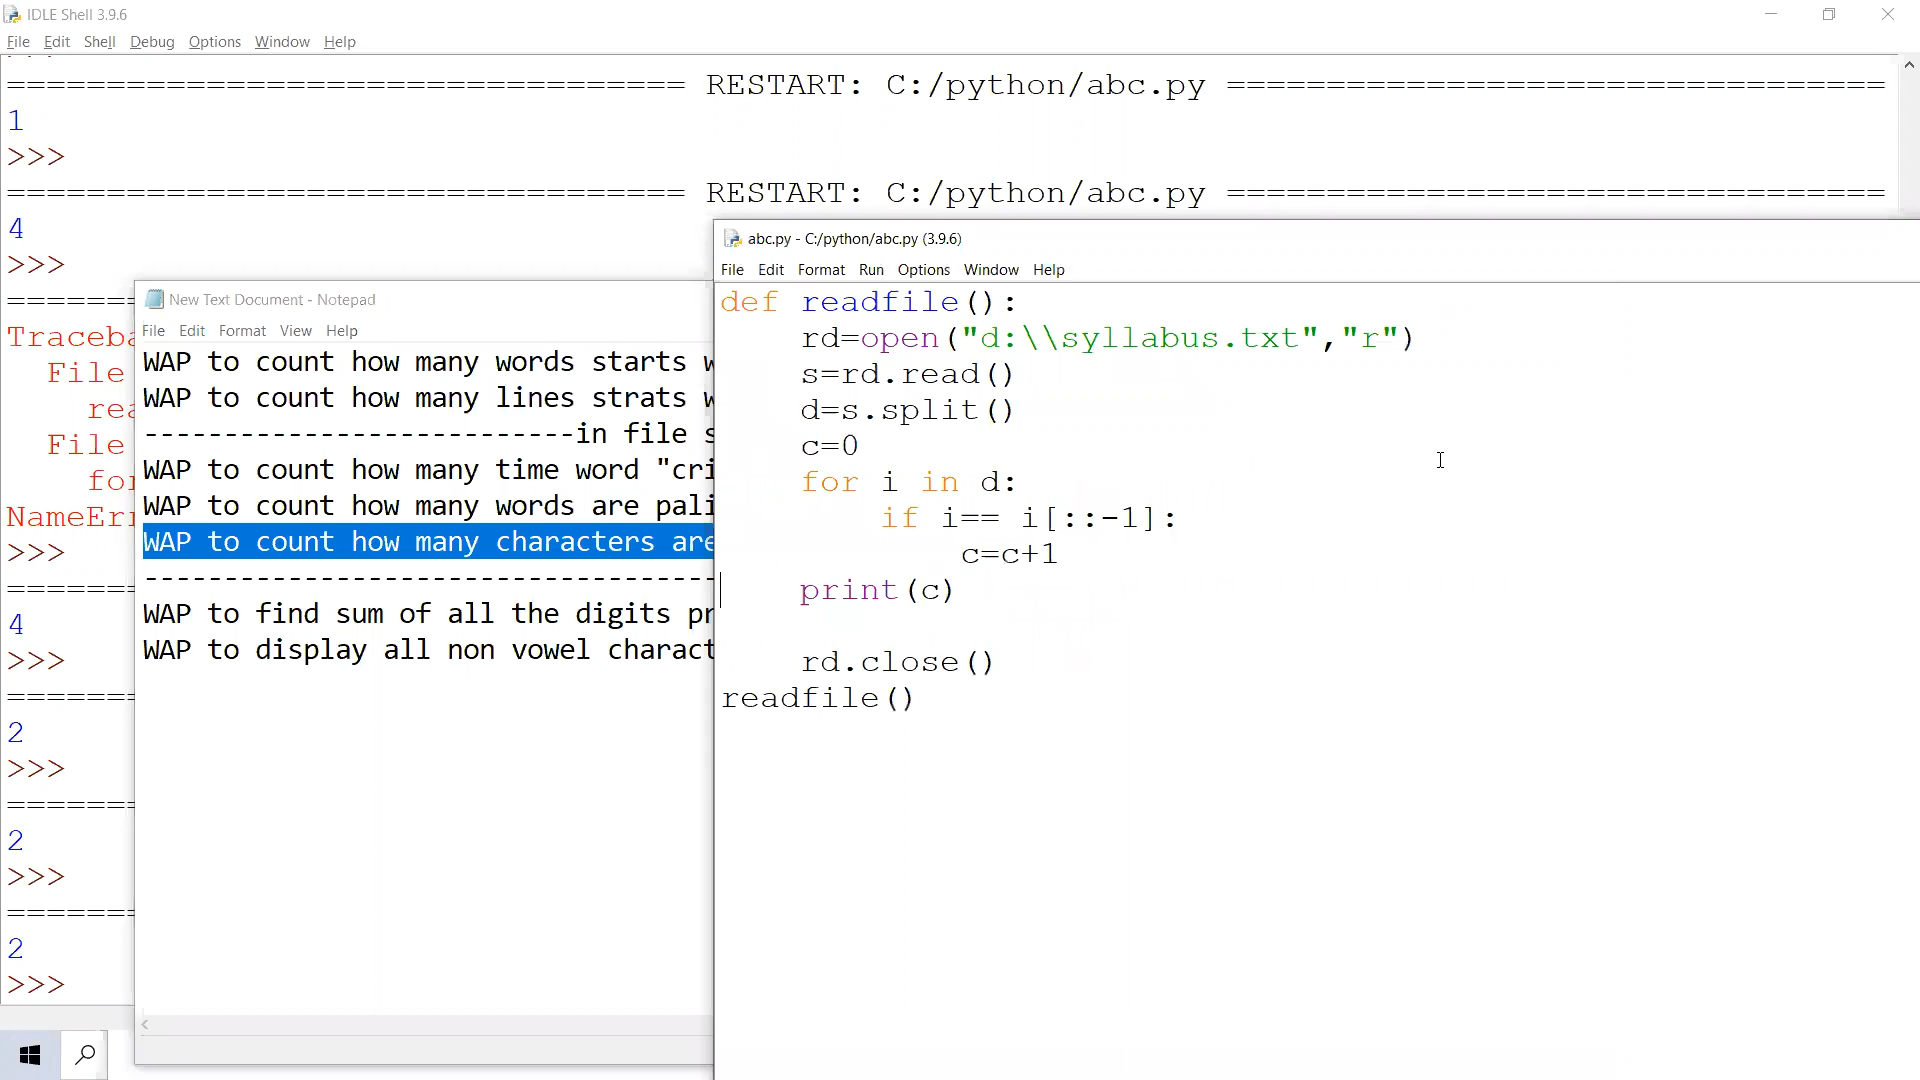 IDLE Shell 3.9.6
File Edit Shell Debug Options Window Help
================================== RESTART: C:/python/abc.py =================================
1
>>>
================================== RESTART: C:/python/abc.py =================================
4
>>>
Traceba
File
rea
File
for
NameErr
>>>
4
>>>
2
>>>
2
>>>
2
>>>
New Text Document - Notepad
File Edit Format View Help
WAP to count how many words starts w
WAP to count how many lines strats w
---------------------------in file s
WAP to count how many time word "cri
WAP to count how many words are pali
WAP to count how many characters are
------------------------------------
WAP to find sum of all the digits pr
WAP to display all non vowel charact
abc.py - C:/python/abc.py (3.9.6)
File Edit Format Run Options Window Help
def readfile():
    rd=open("d:\\syllabus.txt","r")
    s=rd.read()
    d=s.split()
    c=0
    for i in d:
        if i== i[::-1]:
            c=c+1
    print(c)
    rd.close()
readfile()